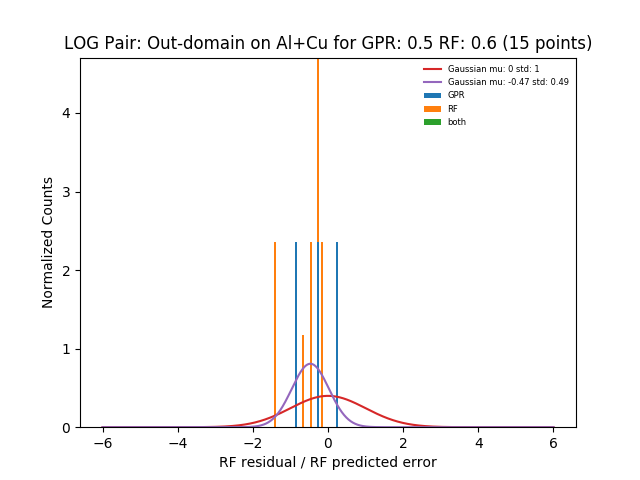 LOG Pair: Out-domain on Al+Cu for GPR: 0.5 RF: 0.6 (15 points)
Gaussian mu: 0 std: 1
Gaussian mu: -0.47 std: 0.49
GPR
RF
both
Normalized Counts
4
3
2
1
0
−6 −4 −2 0 2 4 6
RF residual / RF predicted error